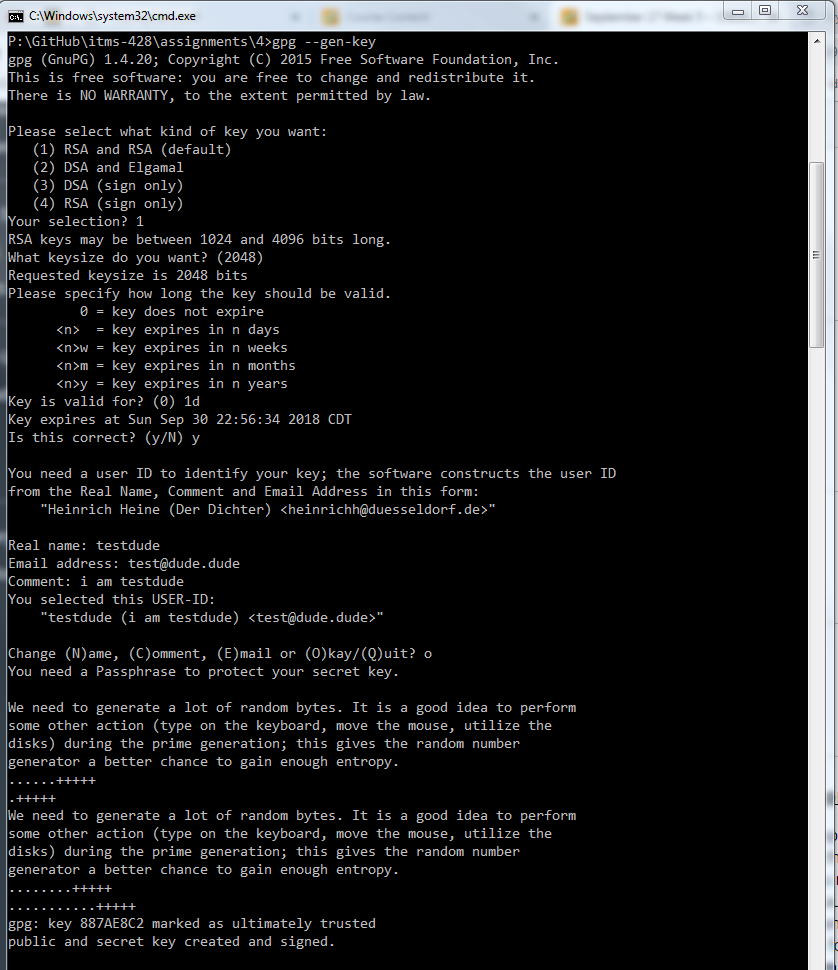 C:\Windows\system32\cmd.exe
P:\GitHub\itms-428\assignments\4>gpg --gen-key
gpg (GnuPG) 1.4.20; Copyright (C) 2015 Free Software Foundation, Inc.
This is free software: you are free to change and redistribute it.
There is NO WARRANTY, to the extent permitted by law.

Please select what kind of key you want:
   (1) RSA and RSA (default)
   (2) DSA and Elgamal
   (3) DSA (sign only)
   (4) RSA (sign only)
Your selection? 1
RSA keys may be between 1024 and 4096 bits long.
What keysize do you want? (2048)
Requested keysize is 2048 bits
Please specify how long the key should be valid.
         0 = key does not expire
      <n>  = key expires in n days
      <n>w = key expires in n weeks
      <n>m = key expires in n months
      <n>y = key expires in n years
Key is valid for? (0) 1d
Key expires at Sun Sep 30 22:56:34 2018 CDT
Is this correct? (y/N) y

You need a user ID to identify your key; the software constructs the user ID
from the Real Name, Comment and Email Address in this form:
    "Heinrich Heine (Der Dichter) <heinrichh@duesseldorf.de>"

Real name: testdude
Email address: test@dude.dude
Comment: i am testdude
You selected this USER-ID:
    "testdude (i am testdude) <test@dude.dude>"

Change (N)ame, (C)omment, (E)mail or (O)kay/(Q)uit? o
You need a Passphrase to protect your secret key.

We need to generate a lot of random bytes. It is a good idea to perform
some other action (type on the keyboard, move the mouse, utilize the
disks) during the prime generation; this gives the random number
generator a better chance to gain enough entropy.
......+++++
.+++++
We need to generate a lot of random bytes. It is a good idea to perform
some other action (type on the keyboard, move the mouse, utilize the
disks) during the prime generation; this gives the random number
generator a better chance to gain enough entropy.
........+++++
...........+++++
gpg: key 887AE8C2 marked as ultimately trusted
public and secret key created and signed.